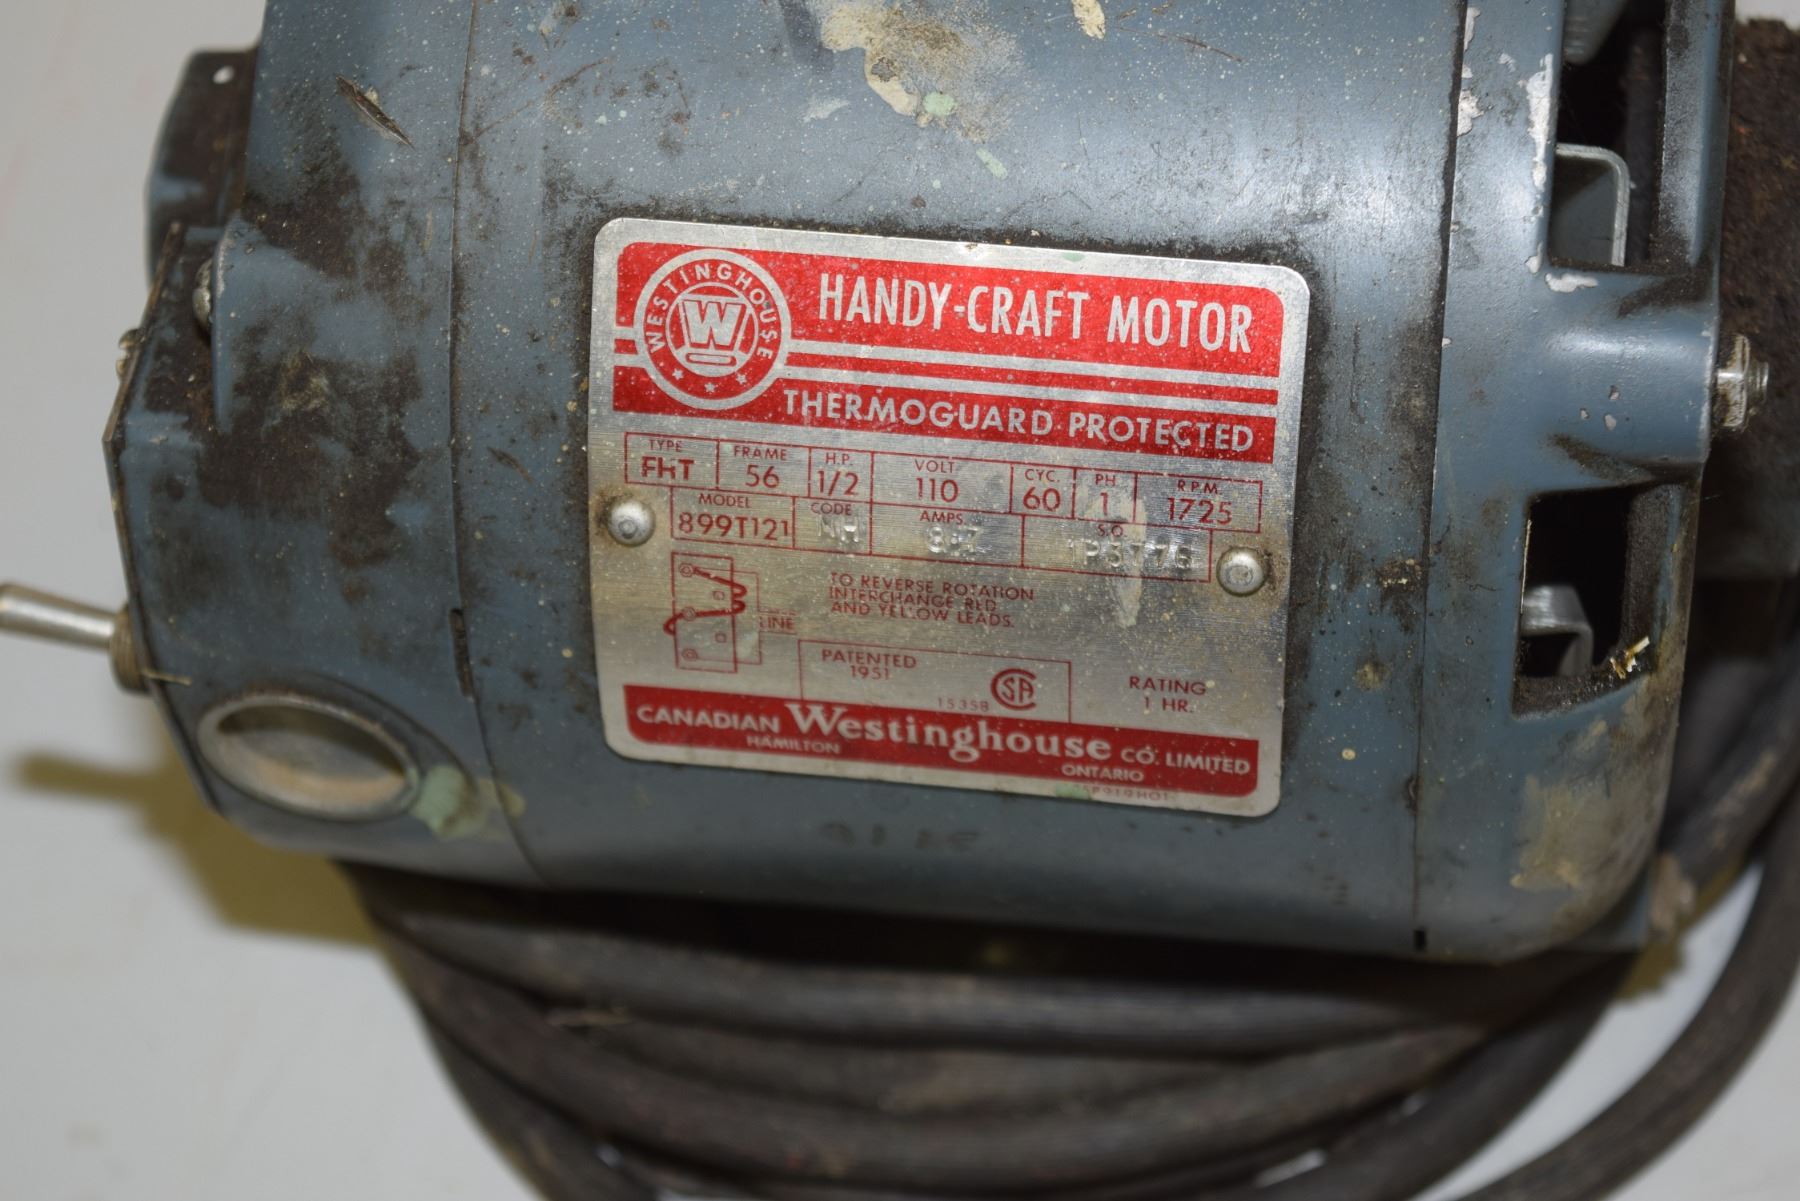 WESTINGHOUSE
W
HANDY-CRAFT MOTOR
THERMOGUARD PROTECTED
TYPE FRAME H.P. VOLT CYC. PH. R.P.M.
FHT 56 1/2 110 60 1 1725
MODEL CODE AMPS. S.O.
899T121
TO REVERSE ROTATION
INTERCHANGE RED
AND YELLOW LEADS.
LINE
PATENTED
1951
15358
CSA
RATING
1 HR.
CANADIAN Westinghouse CO. LIMITED
HAMILTON ONTARIO